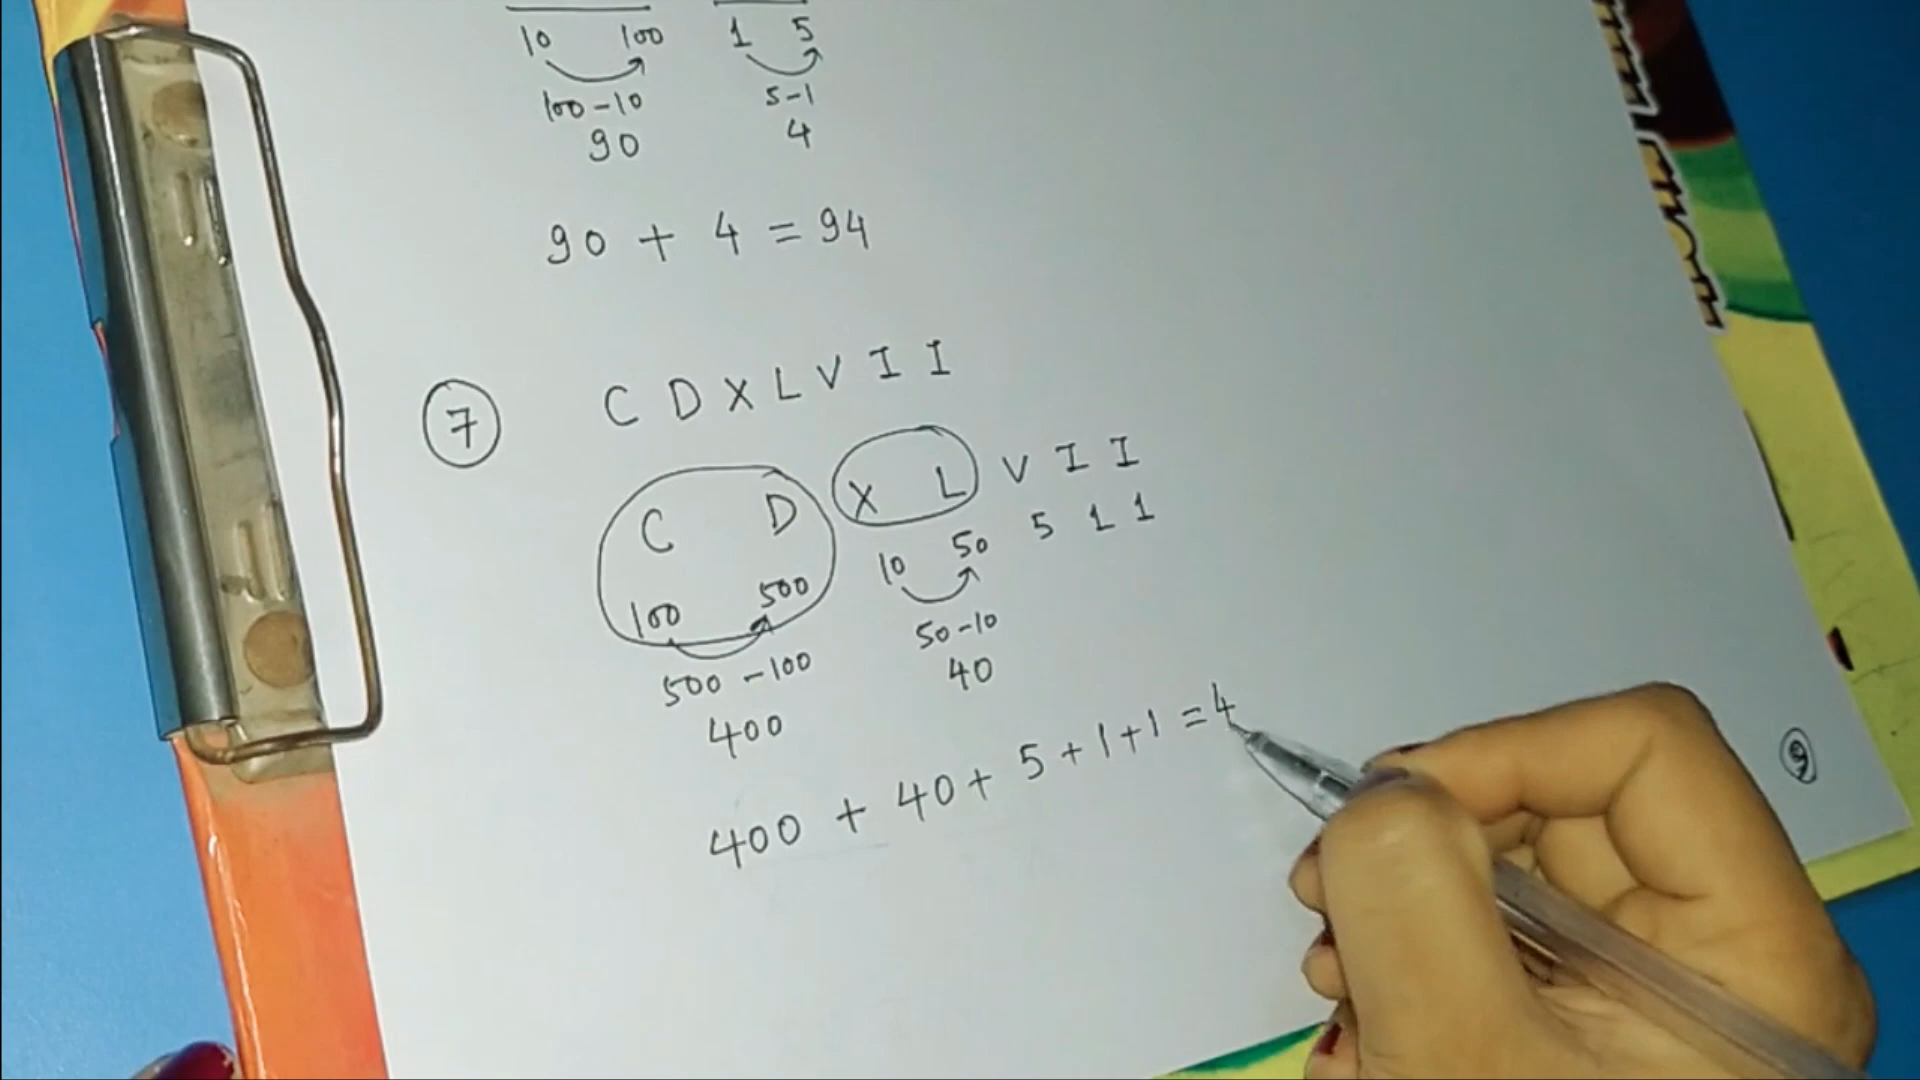 10 100 1 5
100-10 5-1
90 4
90 + 4 = 94
7 C D X L V I I
C D X L V I I
100 500 10 50 5 1 1
500-100 50-10
400 40
400 + 40 + 5 + 1 + 1 = 4
9